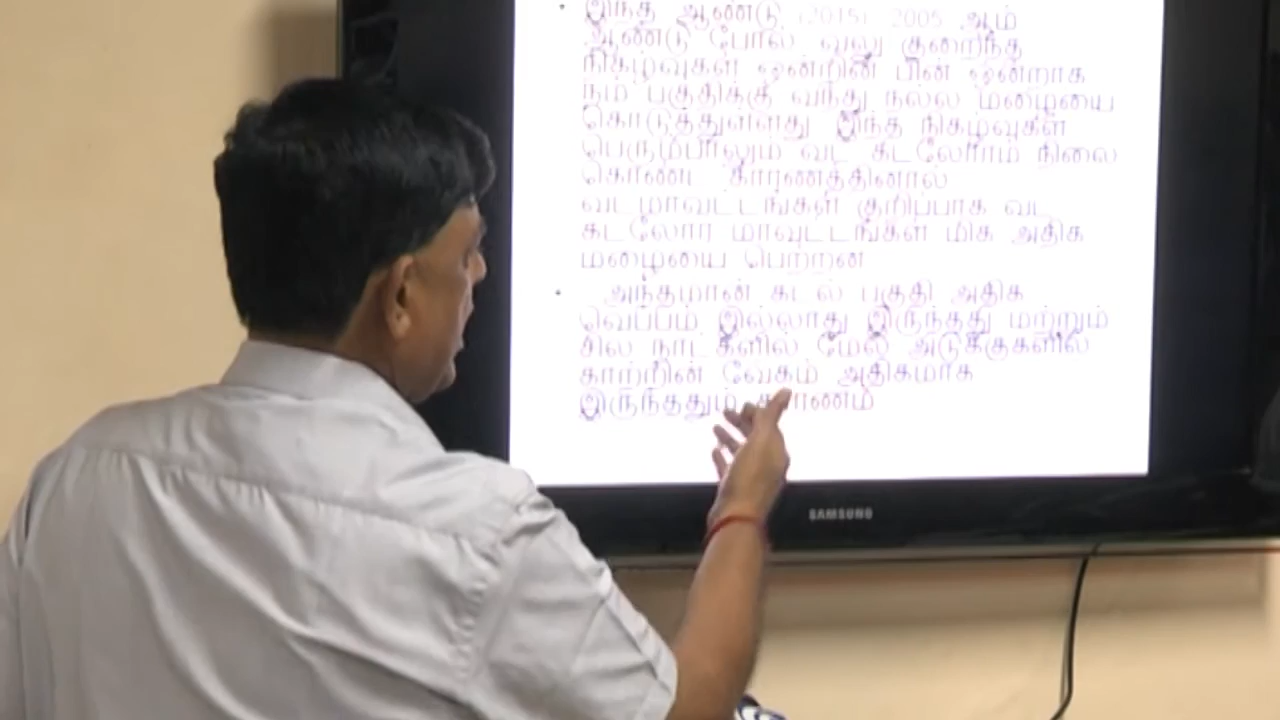 • இந்த ஆண்டு (2015) 2005 ஆம்
ஆண்டு போல் வலு குறைந்த
நிகழ்வுகள் ஒன்றின் பின் ஒன்றாக
நம் பகுதிக்கு வந்து நல்ல மழையை
கொடுத்துள்ளது இந்த நிகழ்வுகள்
பெரும்பாலும் வட கடலோரம் நிலை
கொண்ட காரணத்தினால்
வடமாவட்டங்கள் குறிப்பாக வட
கடலோர மாவட்டங்கள் மிக அதிக
மழையை பெற்றன
• அந்தமான் கடல் பகுதி அதிக
வெப்பம் இல்லாது இருந்தது மற்றும்
சில நாட்களில் மேல் அடுக்குகளில்
காற்றின் வேகம் அதிகமாக
இருந்ததும் காரணம்
SAMSUNG